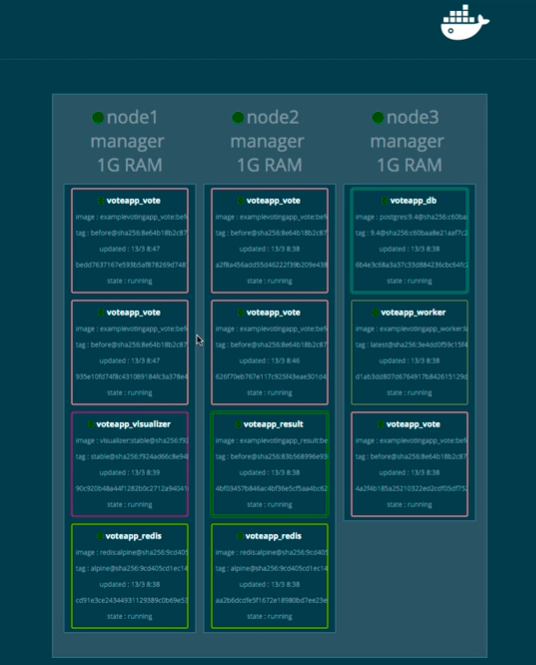 node1
manager
1G RAM
voteapp_vote
image : examplevotingapp_vote:bef
tag : before@sha256:8e64b18b2c87
updated : 13/3 8:47
bedd7637167e593b5af878269d748
state : running
voteapp_vote
image : examplevotingapp_vote:bef
tag : before@sha256:8e64b18b2c87
updated : 13/3 8:47
935e10fd74f8c431089184fc3a378e4
state : running
voteapp_visualizer
image : visualizer:stable@sha256:f92
tag : stable@sha256:f924ad66c8e94
updated : 13/3 8:39
90c920b48a44f1282b0c2712a94041
state : running
voteapp_redis
image : redis:alpine@sha256:9cd405
tag : alpine@sha256:9cd405cd1ec14
updated : 13/3 8:38
cd91e3ce24344931129389c0b69e53
state : running
node2
manager
1G RAM
voteapp_vote
image : examplevotingapp_vote:bef
tag : before@sha256:8e64b18b2c87
updated : 13/3 8:38
a2f8a456add55d46222f39b209e438
state : running
voteapp_vote
image : examplevotingapp_vote:bef
tag : before@sha256:8e64b18b2c87
updated : 13/3 8:46
626f70eb767e117c925f43eae301d4
state : running
voteapp_result
image : examplevotingapp_result:be
tag : before@sha256:83b568996e93
updated : 13/3 8:38
4bf03457b846ac4bf36e5cf5aa4bc62
state : running
voteapp_redis
image : redis:alpine@sha256:9cd405
tag : alpine@sha256:9cd405cd1ec14
updated : 13/3 8:38
aa2b6dcdfe5f1672e18980bd7ee23e
state : running
node3
manager
1G RAM
voteapp_db
image : postgres:9.4@sha256:c60ba
tag : 9.4@sha256:c60baa8e21aaf7c2
updated : 13/3 8:38
state : running
voteapp_worker
image : examplevotingapp_worker:l
tag : latest@sha256:3e4dd0f59c15f4
updated : 13/3 8:38
d1ab3dd807d6764917b842615129d
state : running
voteapp_vote
image : examplevotingapp_vote:bef
tag : before@sha256:8e64b18b2c87
updated : 13/3 8:38
4a2f4b185a25210322ed2cdf05df752
state : running